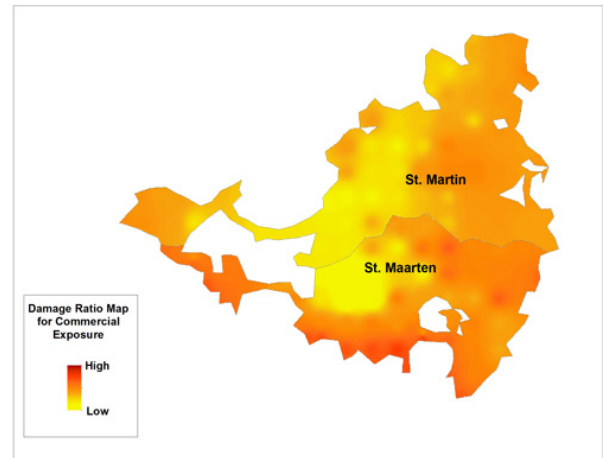 St. Martin
St. Maarten
Damage Ratio Map
for Commercial
Exposure
High
Low